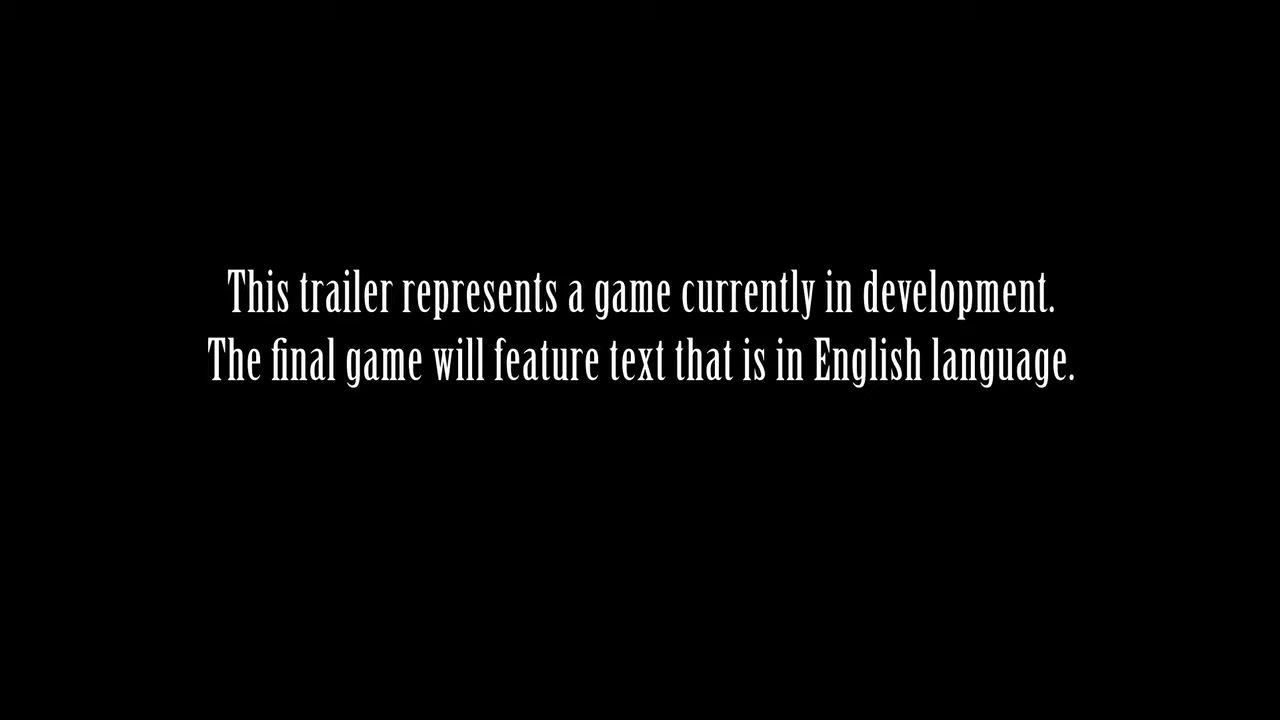 This trailer represents a game currently in development.
The final game will feature text that is in English language.